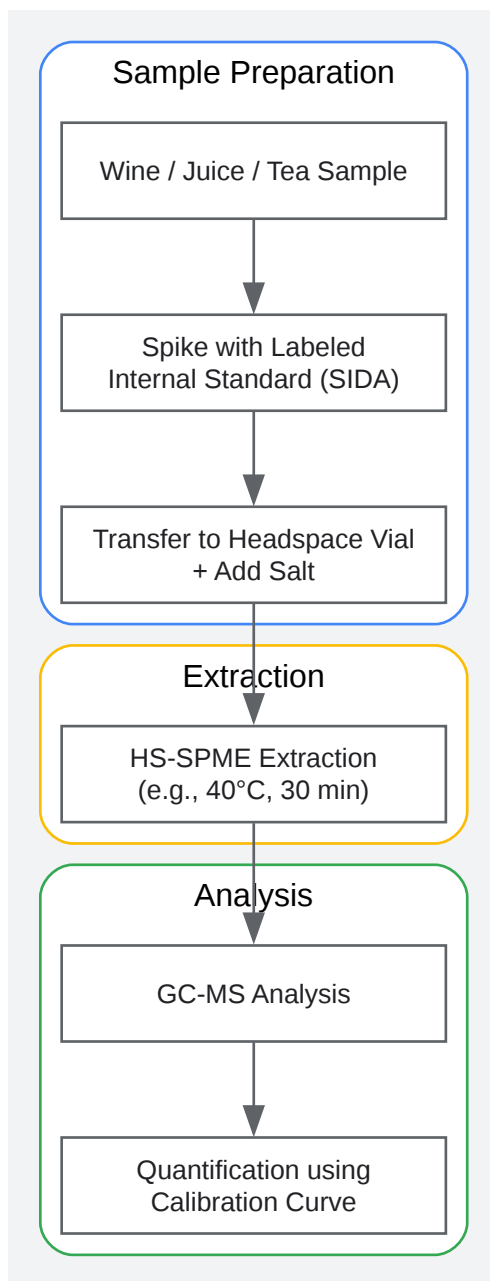 Sample Preparation
Wine / Juice / Tea Sample
Spike with Labeled
Internal Standard (SIDA)
Transfer to Headspace Vial
+ Add Salt
Extraction
HS-SPME Extraction
(e.g., 40°C, 30 min)
Analysis
GC-MS Analysis
Quantification using
Calibration Curve